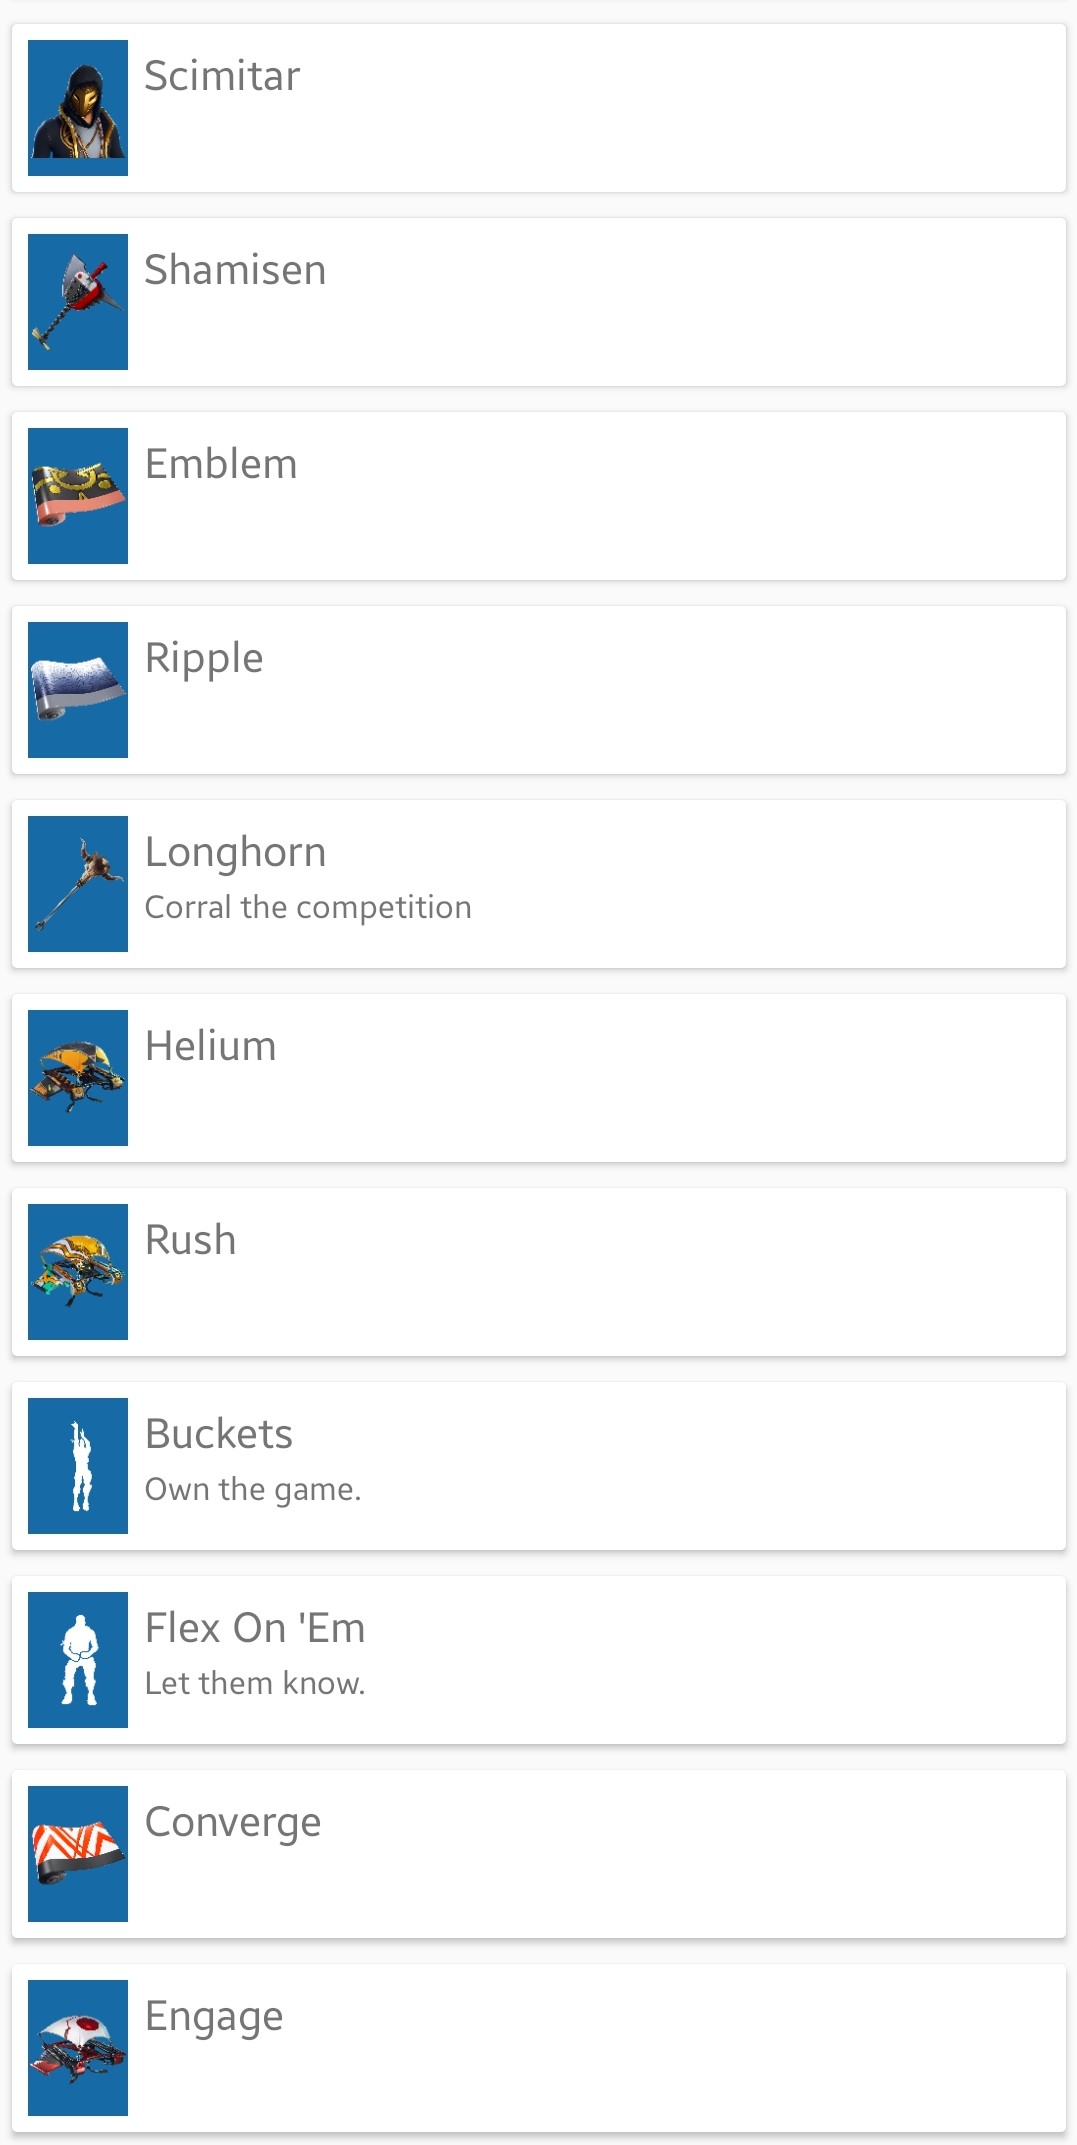 Scimitar
Shamisen
Emblem
Ripple
Longhorn
Corral the competition
Helium
Rush
Buckets
Own the game.
Flex On 'Em
Let them know.
Converge
Engage